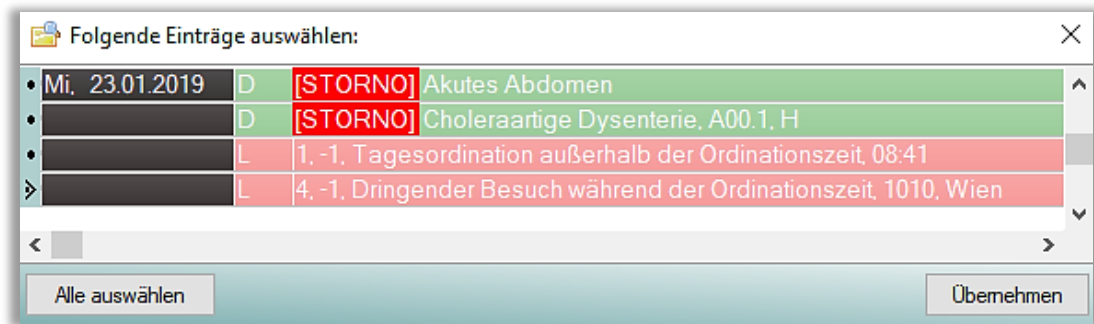 Folgende Einträge auswählen:
Mi, 23.01.2019 D [STORNO] Akutes Abdomen
D [STORNO] Choleraartige Dysenterie, A00.1, H
L 1, -1, Tagesordination außerhalb der Ordinationszeit, 08:41
L 4, -1, Dringender Besuch während der Ordinationszeit, 1010, Wien
Alle auswählen Übernehmen